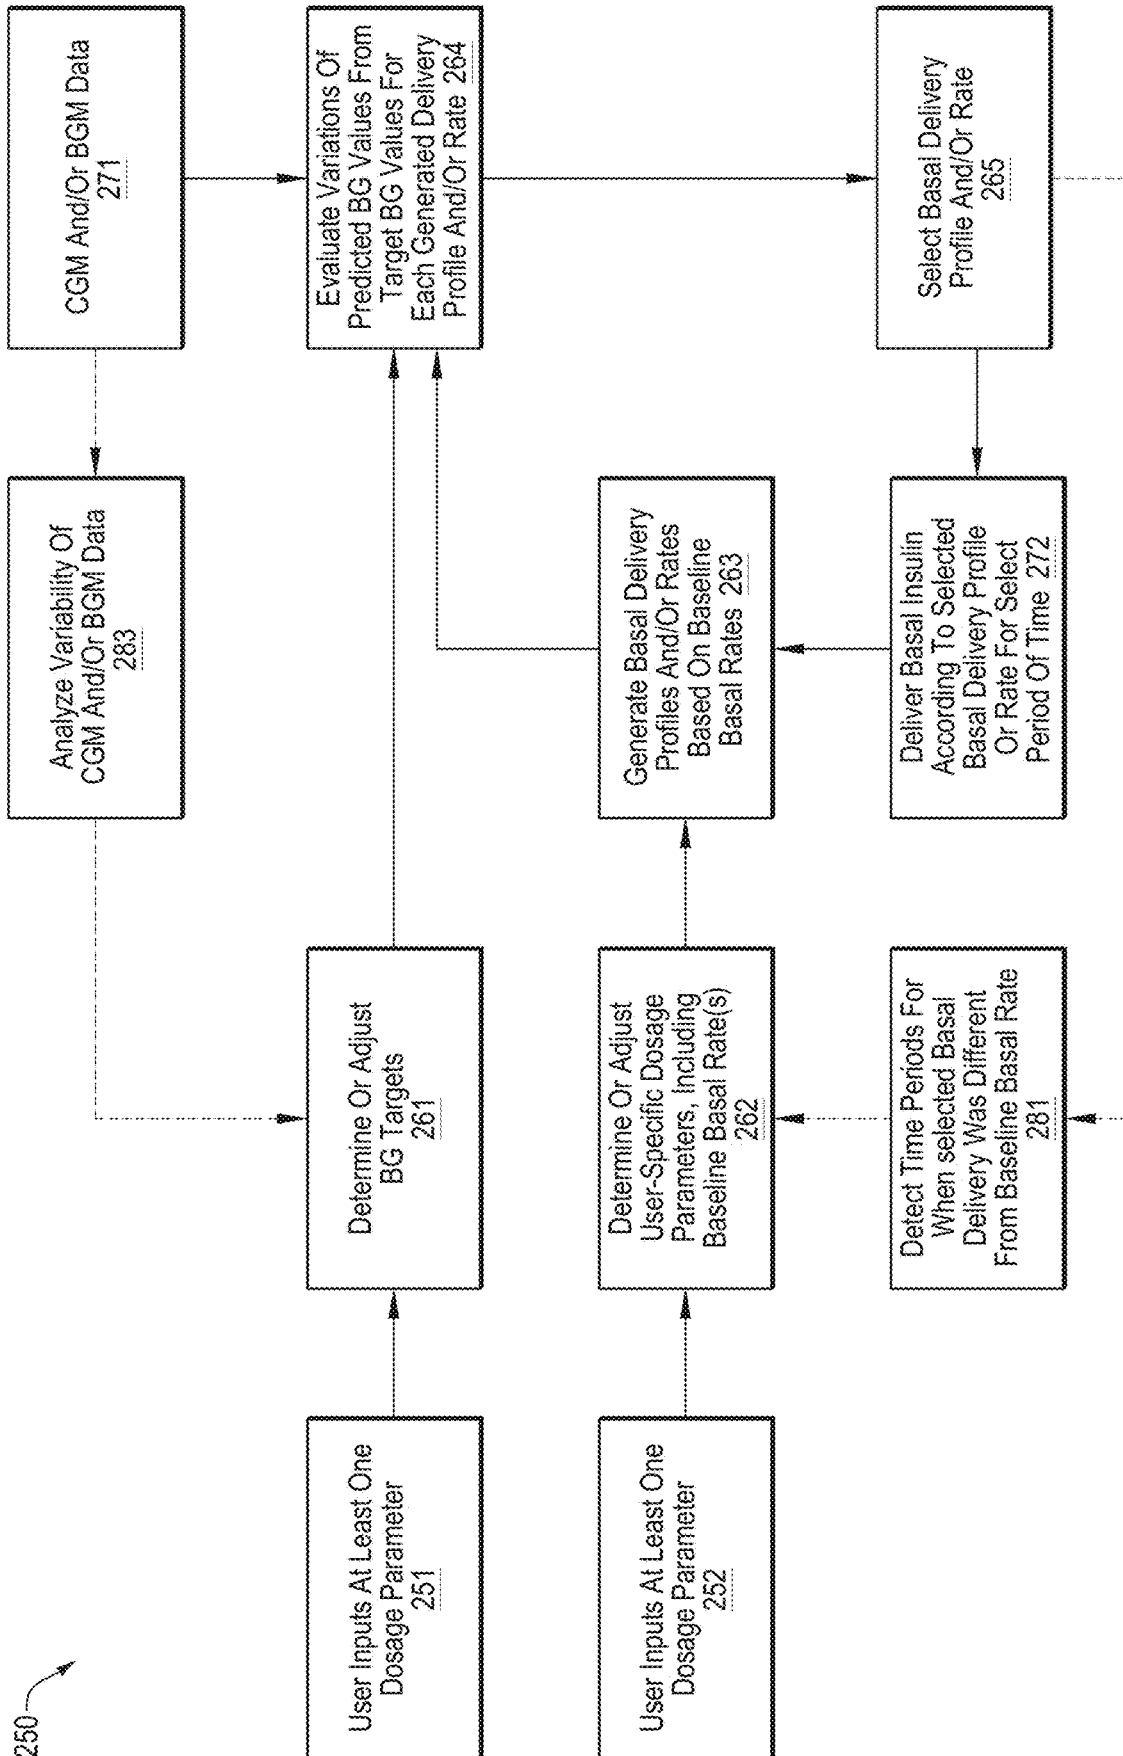 250
User Inputs At Least One
Dosage Parameter
251
User Inputs At Least One
Dosage Parameter
252
Determine Or Adjust
BG Targets
261
Determine Or Adjust
User-Specific Dosage
Parameters, Including
Baseline Basal Rate(s)
262
Detect Time Periods For
When selected Basal
Delivery Was Different
From Baseline Basal Rate
281
Analyze Variability Of
CGM And/Or BGM Data
283
Generate Basal Delivery
Profiles And/Or Rates
Based On Baseline
Basal Rates 263
Deliver Basal Insulin
According To Selected
Basal Delivery Profile
Or Rate For Select
Period Of Time 272
CGM And/Or BGM Data
271
Evaluate Variations Of
Predicted BG Values From
Target BG Values For
Each Generated Delivery
Profile And/Or Rate 264
Select Basal Delivery
Profile And/Or Rate
265